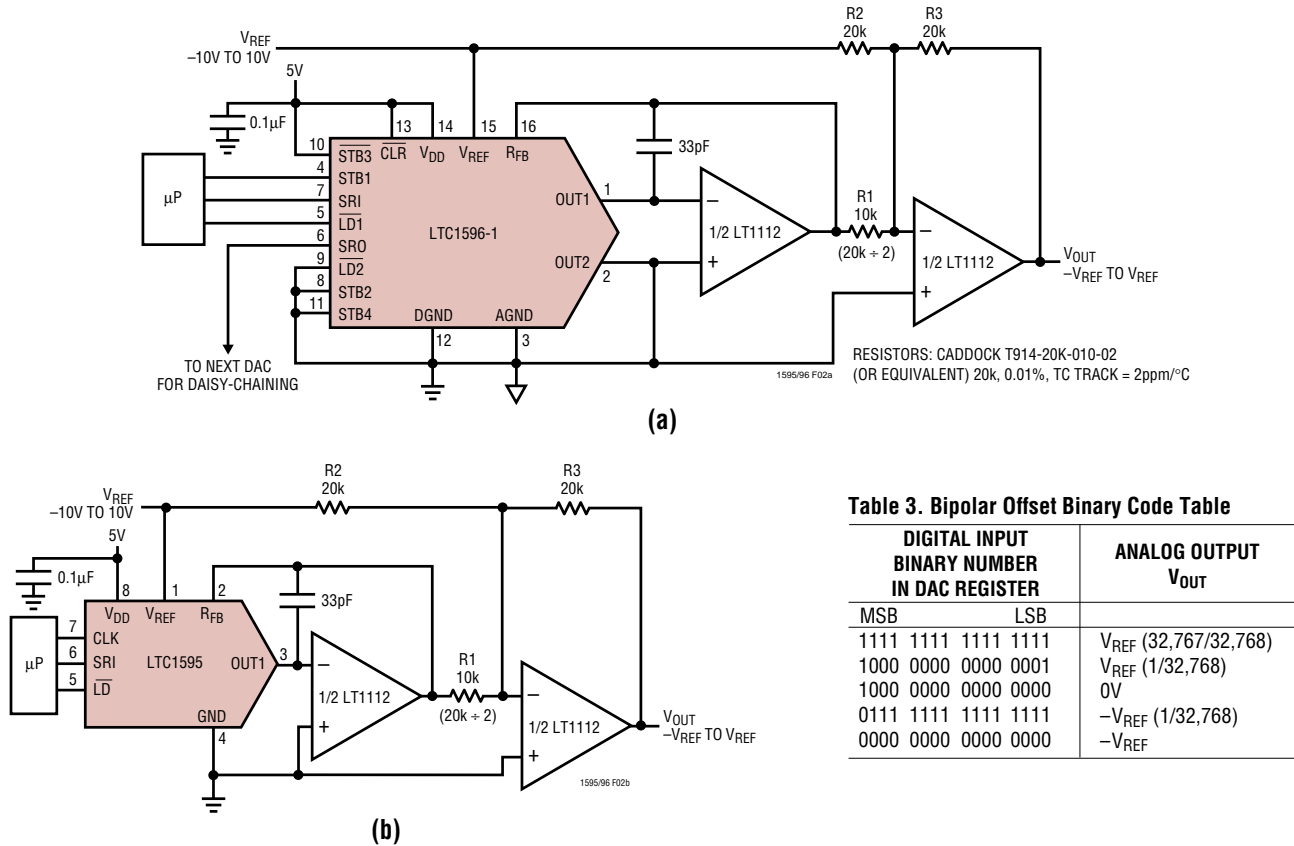 VREF
–10V TO 10V
5V
0.1µF
R2
20k
R3
20k
13
14
15
16
10
4
7
5
6
9
8
11
STB3
CLR
VDD
VREF
RFB
STB1
SRI
LD1
SRO
LD2
STB2
STB4
µP
LTC1596-1
OUT1
1
OUT2
2
DGND
AGND
12
3
33pF
–
+
1/2 LT1112
R1
10k
(20k ÷ 2)
–
+
1/2 LT1112
VOUT
–VREF TO VREF
TO NEXT DAC
FOR DAISY-CHAINING
1595/96 F02a
RESISTORS: CADDOCK T914-20K-010-02
(OR EQUIVALENT) 20k, 0.01%, TC TRACK = 2ppm/°C
(a)
VREF
–10V TO 10V
5V
0.1µF
R2
20k
R3
20k
8
1
2
VDD
VREF
RFB
7
CLK
6
SRI
5
LD
µP
LTC1595
OUT1
3
GND
4
33pF
–
+
1/2 LT1112
R1
10k
(20k ÷ 2)
–
+
1/2 LT1112
VOUT
–VREF TO VREF
1595/96 F02b
(b)
Table 3. Bipolar Offset Binary Code Table
DIGITAL INPUT
BINARY NUMBER
IN DAC REGISTER
ANALOG OUTPUT
VOUT
MSB LSB
1111 1111 1111 1111 VREF (32,767/32,768)
1000 0000 0000 0001 VREF (1/32,768)
1000 0000 0000 0000 0V
0111 1111 1111 1111 –VREF (1/32,768)
0000 0000 0000 0000 –VREF